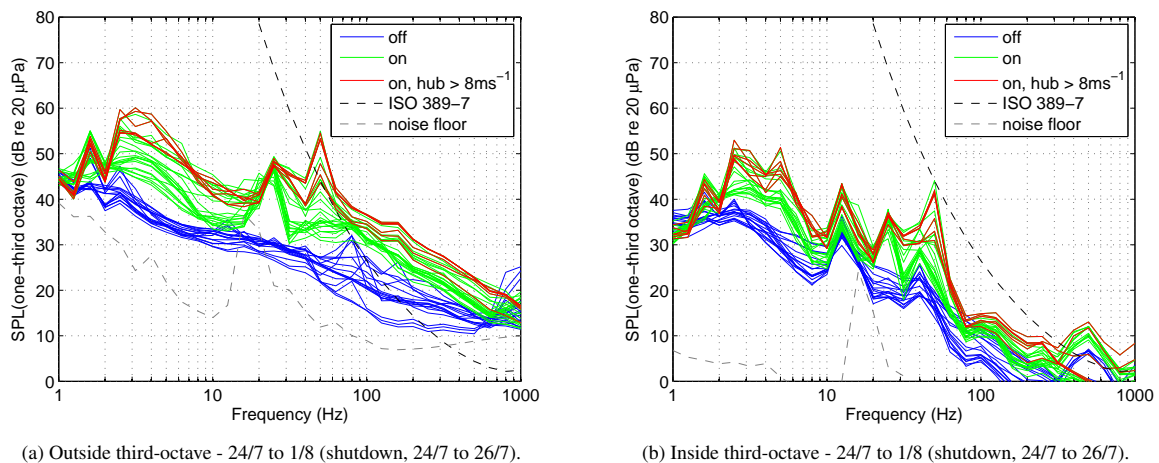 80
70
60
50
40
30
20
10
0
SPL(one−third octave) (dB re 20 μPa)
1
10
100
1000
Frequency (Hz)
off
on
on, hub > 8ms⁻¹
ISO 389−7
noise floor
(a) Outside third-octave - 24/7 to 1/8 (shutdown, 24/7 to 26/7).
80
70
60
50
40
30
20
10
0
SPL(one−third octave) (dB re 20 μPa)
1
10
100
1000
Frequency (Hz)
off
on
on, hub > 8ms⁻¹
ISO 389−7
noise floor
(b) Inside third-octave - 24/7 to 1/8 (shutdown, 24/7 to 26/7).